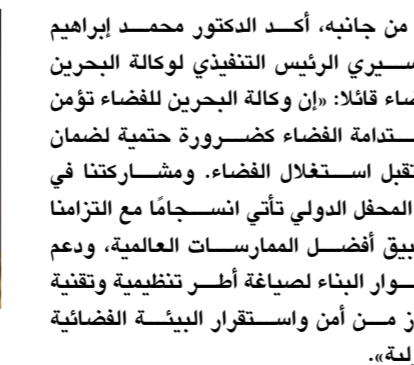 من جانبه، أكد الدكتور محمد إبراهيم
سيري الرئيس التنفيذي لوكالة البحرين
ضاء قائلا: «إن وكالة البحرين للفضاء تؤمن
ستدامة الفضاء كضرورة حتمية لضمان
تقبل استغلال الفضاء. ومشاركتنا في
المحفل الدولي تأتي انسجامًا مع التزامنا
بيق أفضل الممارسات العالمية، ودعم
وار البناء لصياغة أطر تنظيمية وتقنية
ز من أمن واستقرار البيئة الفضائية
لية».